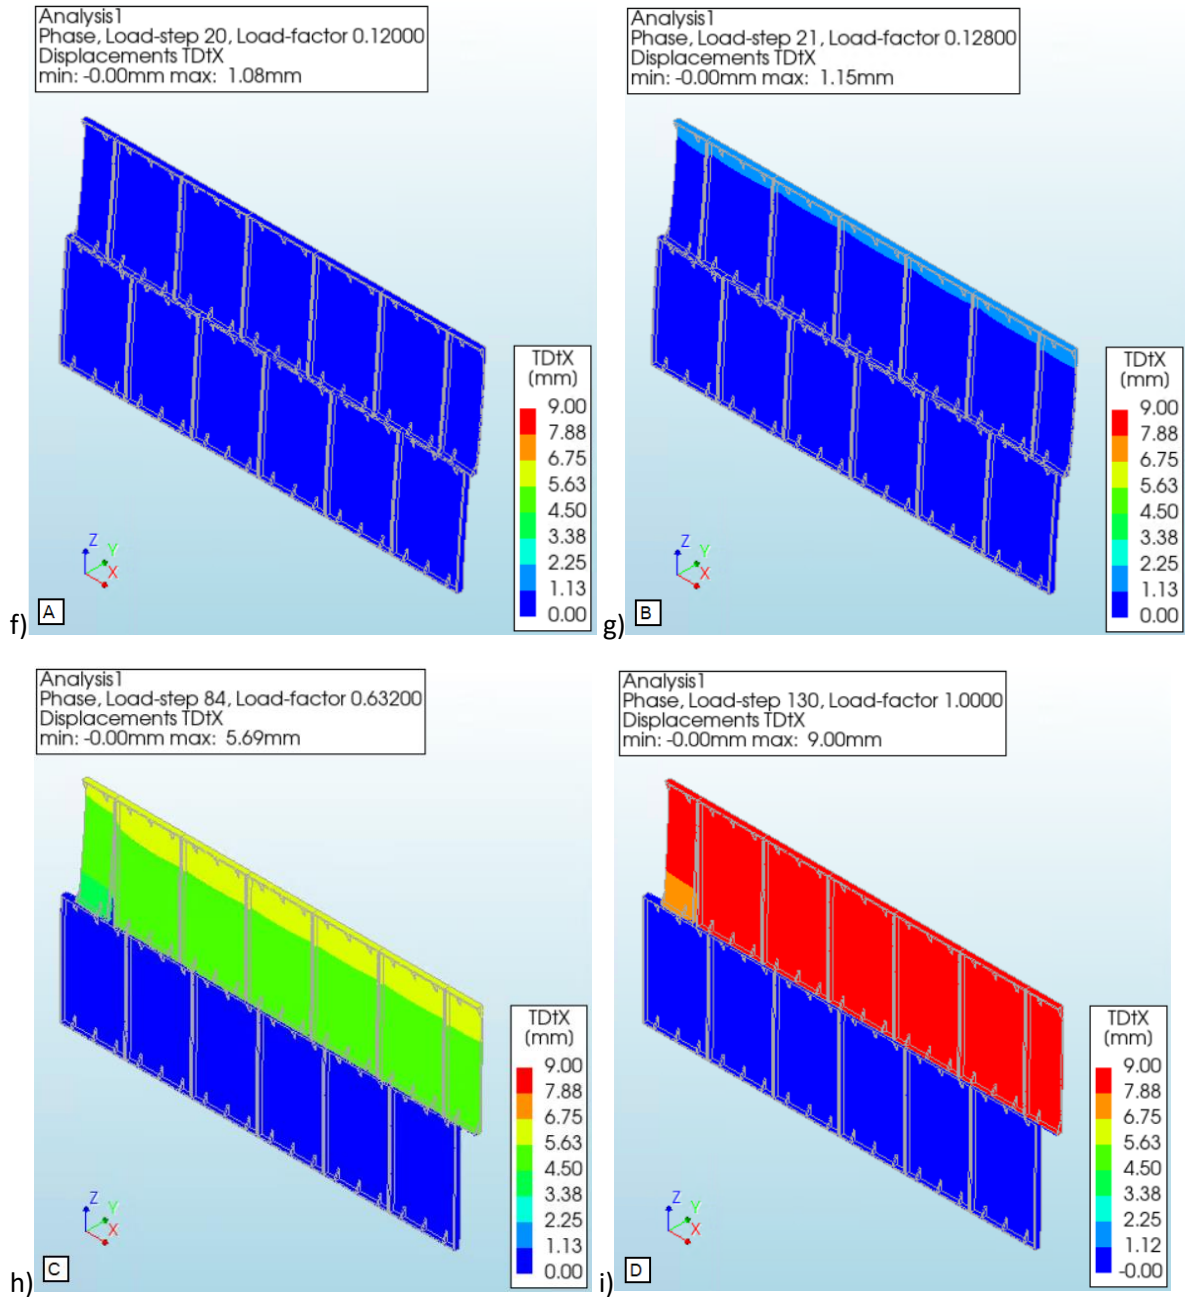 Analysis1
Phase, Load-step 20, Load-factor 0.12000
Displacements TDtX
min: -0.00mm max: 1.08mm
TDtX
(mm)
9.00
7.88
6.75
5.63
4.50
3.38
2.25
1.13
0.00
Z
Y
X
f)
A
Analysis1
Phase, Load-step 21, Load-factor 0.12800
Displacements TDtX
min: -0.00mm max: 1.15mm
TDtX
(mm)
9.00
7.88
6.75
5.63
4.50
3.38
2.25
1.13
0.00
Z
Y
X
g)
B
Analysis1
Phase, Load-step 84, Load-factor 0.63200
Displacements TDtX
min: -0.00mm max: 5.69mm
TDtX
(mm)
9.00
7.88
6.75
5.63
4.50
3.38
2.25
1.13
0.00
Z
Y
X
h)
C
Analysis1
Phase, Load-step 130, Load-factor 1.0000
Displacements TDtX
min: -0.00mm max: 9.00mm
TDtX
(mm)
9.00
7.88
6.75
5.63
4.50
3.38
2.25
1.12
-0.00
Z
Y
X
i)
D